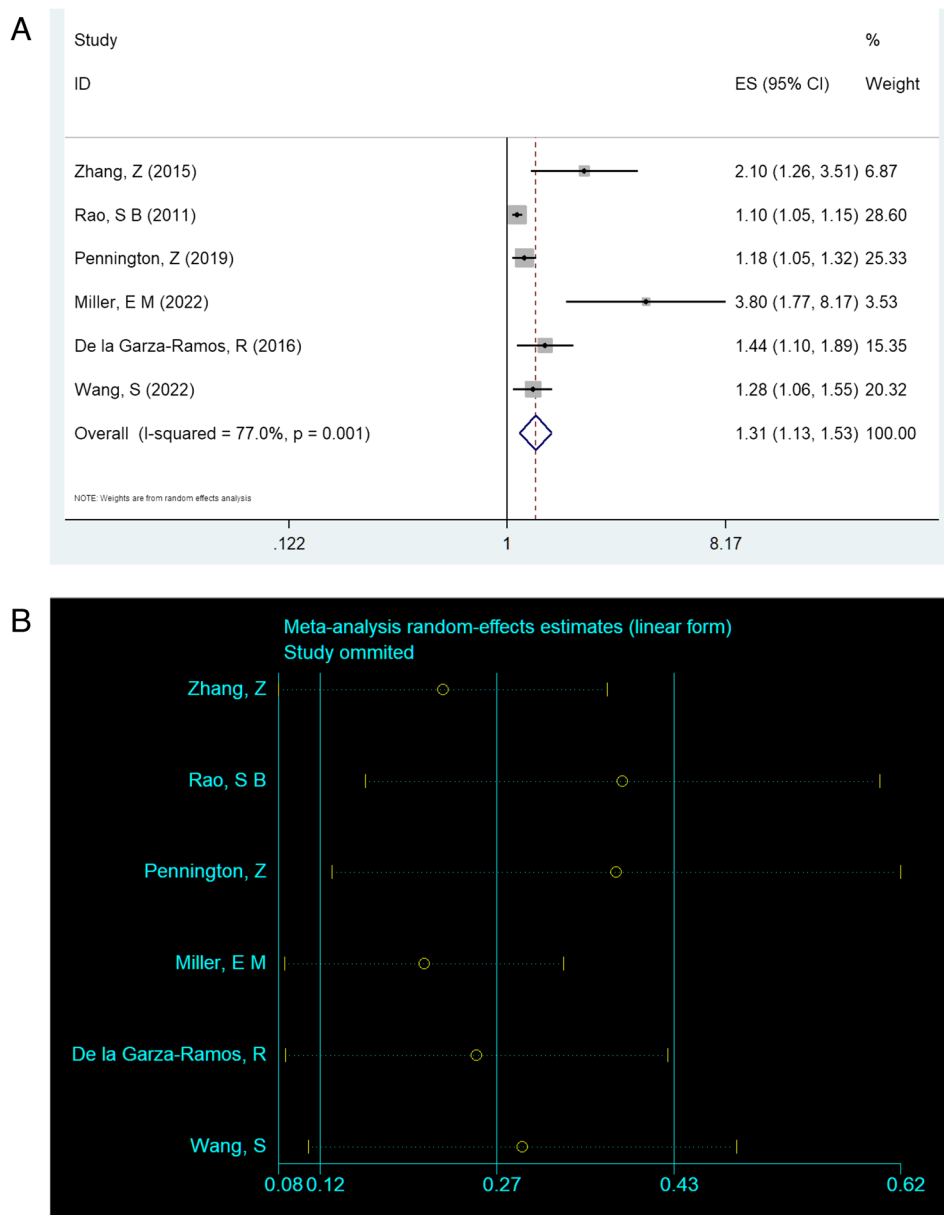 A
Study %
ID ES (95% CI) Weight
Zhang, Z (2015) 2.10 (1.26, 3.51) 6.87
Rao, S B (2011) 1.10 (1.05, 1.15) 28.60
Pennington, Z (2019) 1.18 (1.05, 1.32) 25.33
Miller, E M (2022) 3.80 (1.77, 8.17) 3.53
De la Garza-Ramos, R (2016) 1.44 (1.10, 1.89) 15.35
Wang, S (2022) 1.28 (1.06, 1.55) 20.32
Overall (I-squared = 77.0%, p = 0.001) 1.31 (1.13, 1.53) 100.00
NOTE: Weights are from random effects analysis
.122 1 8.17
B
Meta-analysis random-effects estimates (linear form)
Study ommited
Zhang, Z
Rao, S B
Pennington, Z
Miller, E M
De la Garza-Ramos, R
Wang, S
0.08 0.12 0.27 0.43 0.62